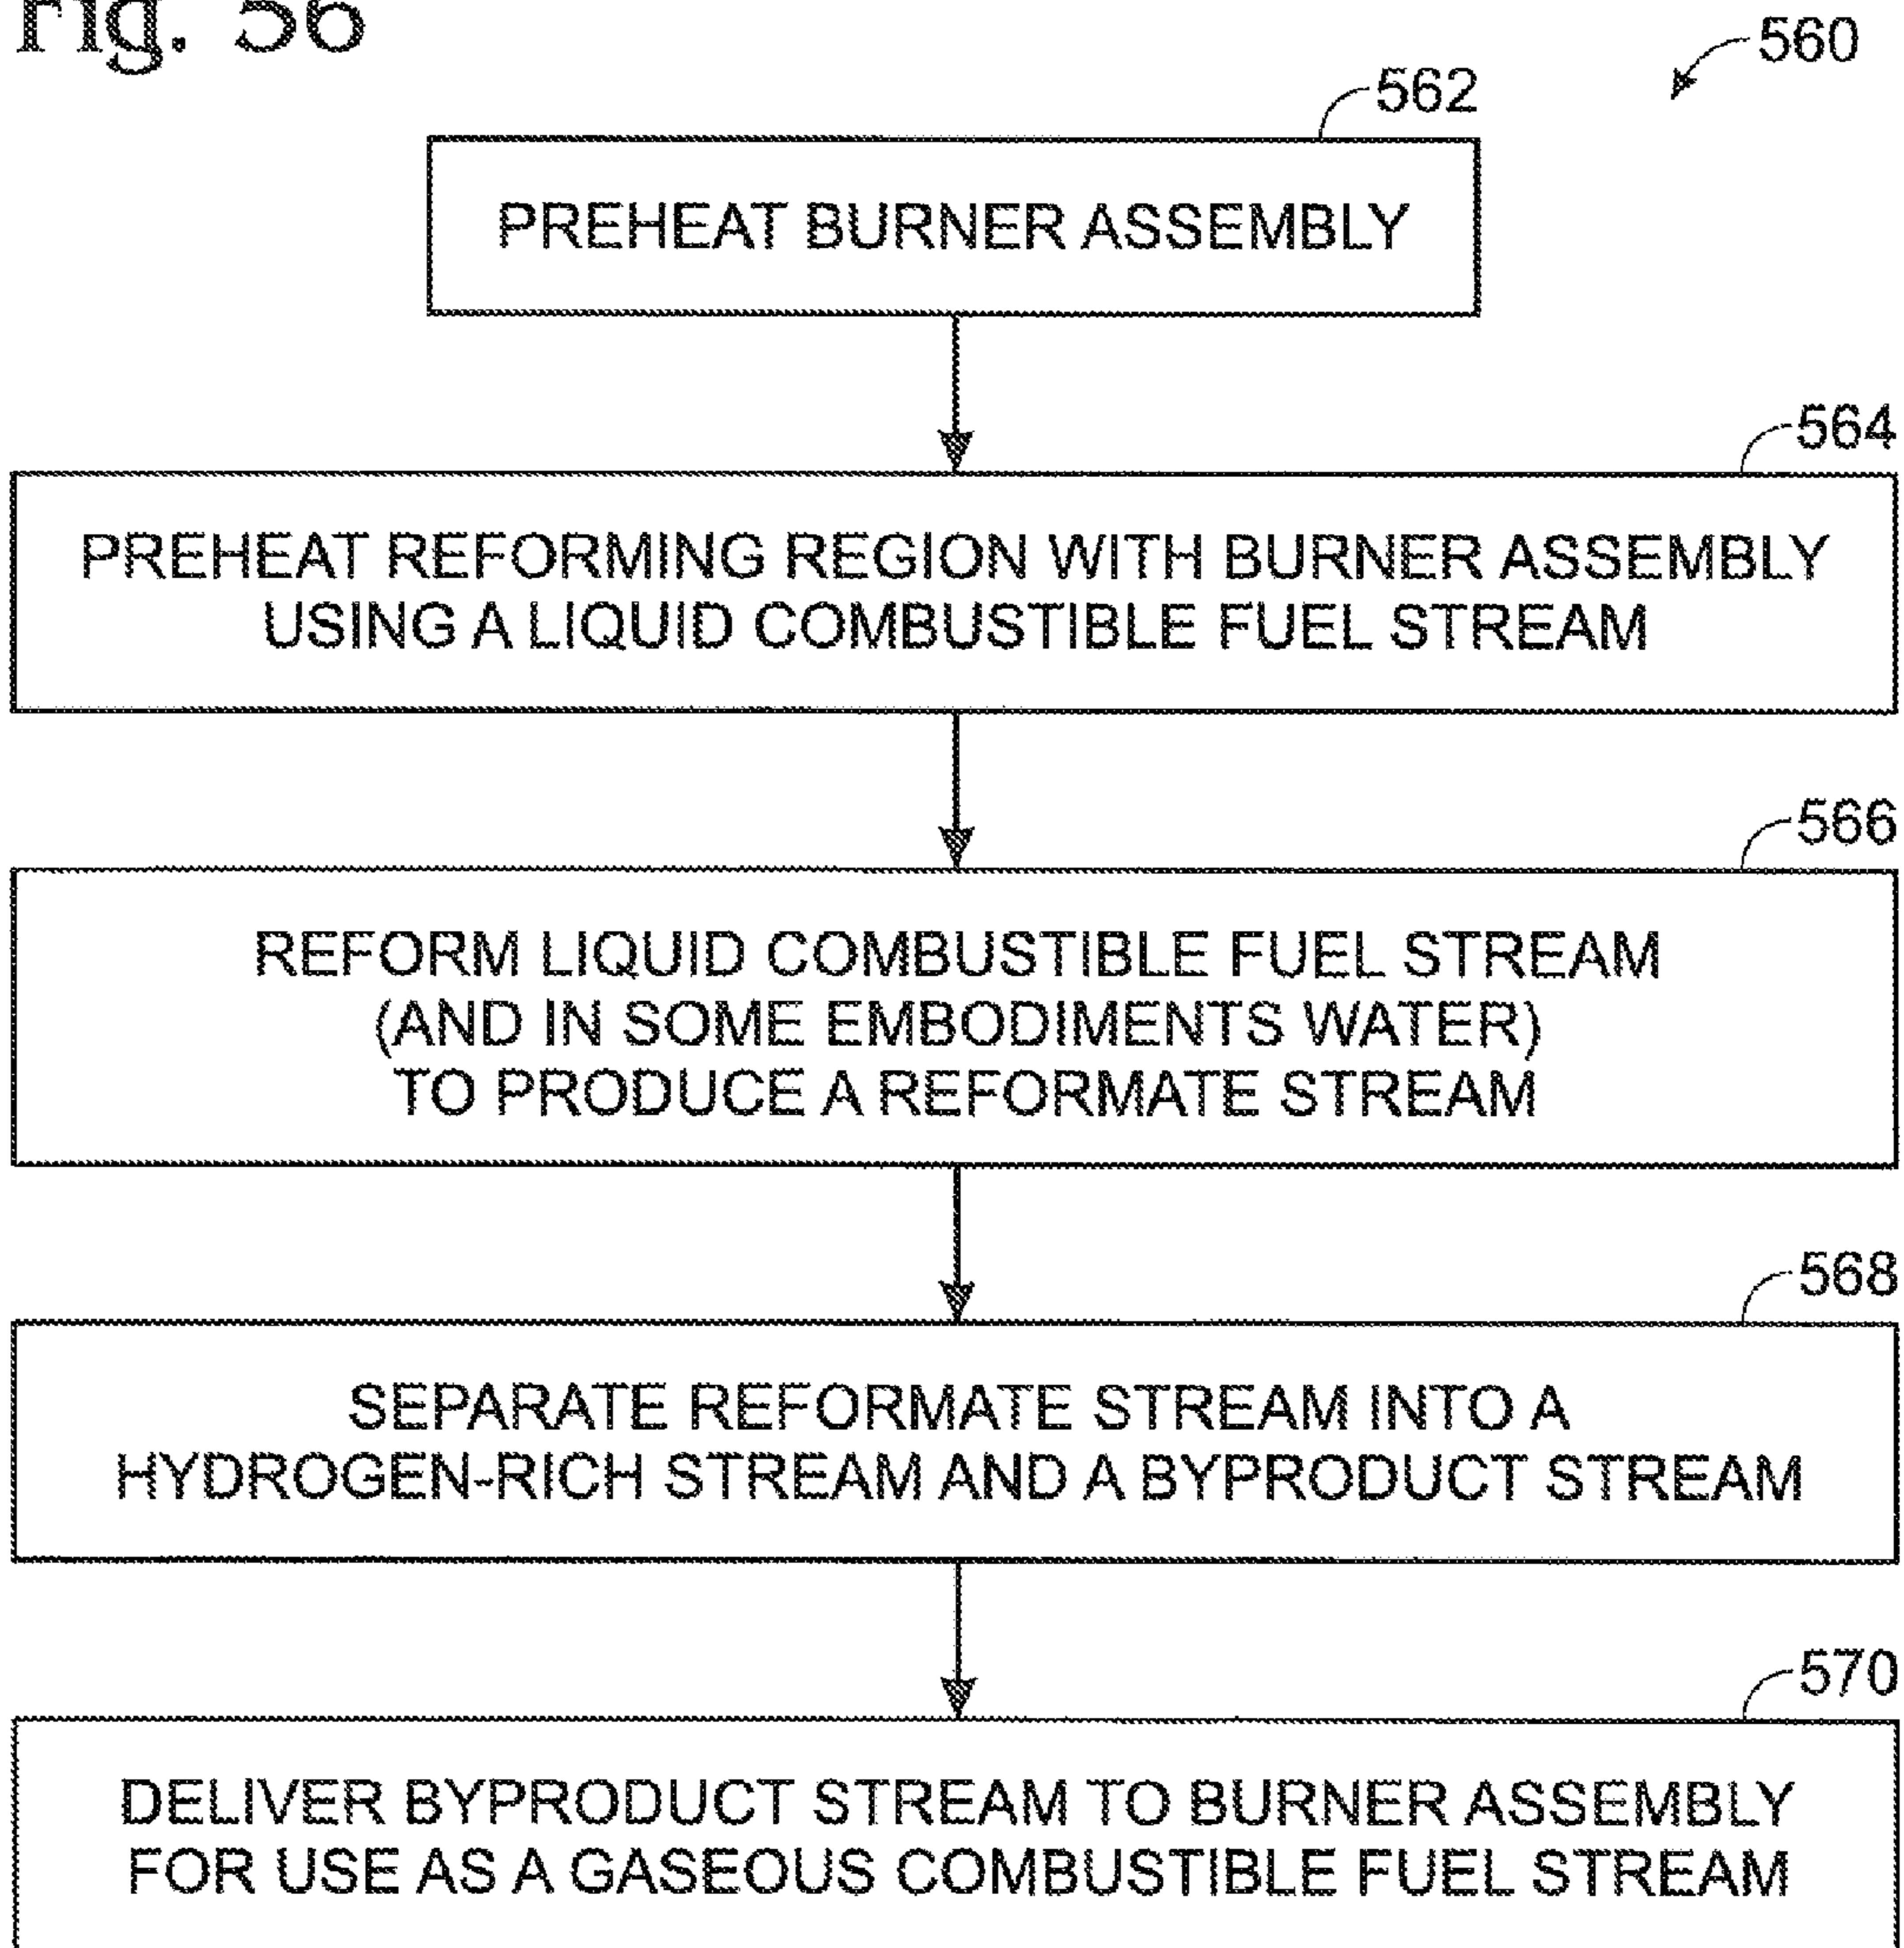 Fig. 56
560
562
PREHEAT BURNER ASSEMBLY
564
PREHEAT REFORMING REGION WITH BURNER ASSEMBLY
USING A LIQUID COMBUSTIBLE FUEL STREAM
566
REFORM LIQUID COMBUSTIBLE FUEL STREAM
(AND IN SOME EMBODIMENTS WATER)
TO PRODUCE A REFORMATE STREAM
568
SEPARATE REFORMATE STREAM INTO A
HYDROGEN-RICH STREAM AND A BYPRODUCT STREAM
570
DELIVER BYPRODUCT STREAM TO BURNER ASSEMBLY
FOR USE AS A GASEOUS COMBUSTIBLE FUEL STREAM